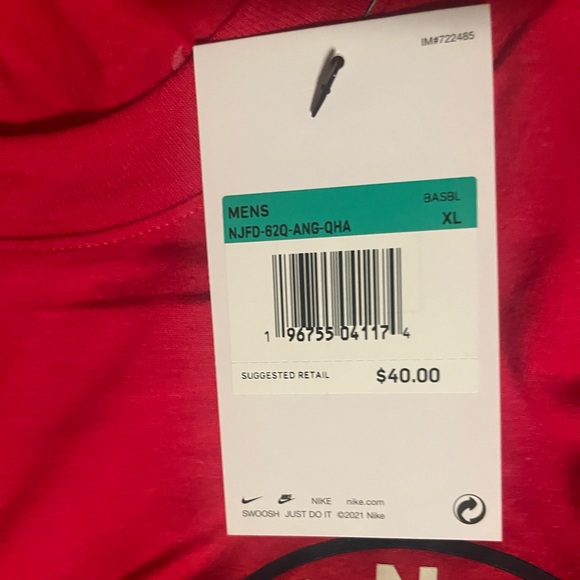 IM#722485
MENS BASBL
NJFD-62Q-ANG-QHA XL
1 96755 04117 4
SUGGESTED RETAIL $40.00
NIKE nike.com
SWOOSH JUST DO IT ©2021 Nike
N